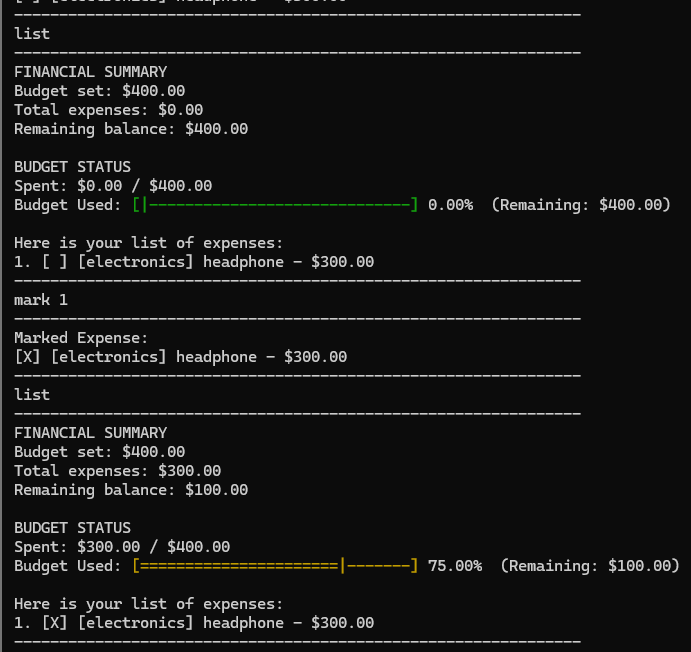 [ ] [electronics] headphone - $300.00
---------------------------------------------------------------
list
---------------------------------------------------------------
FINANCIAL SUMMARY
Budget set: $400.00
Total expenses: $0.00
Remaining balance: $400.00
BUDGET STATUS
Spent: $0.00 / $400.00
Budget Used: [|-----------------------------] 0.00%  (Remaining: $400.00)
Here is your list of expenses:
1. [ ] [electronics] headphone - $300.00
---------------------------------------------------------------
mark 1
---------------------------------------------------------------
Marked Expense:
[X] [electronics] headphone - $300.00
---------------------------------------------------------------
list
---------------------------------------------------------------
FINANCIAL SUMMARY
Budget set: $400.00
Total expenses: $300.00
Remaining balance: $100.00
BUDGET STATUS
Spent: $300.00 / $400.00
Budget Used: [======================|-------] 75.00%  (Remaining: $100.00)
Here is your list of expenses:
1. [X] [electronics] headphone - $300.00
---------------------------------------------------------------